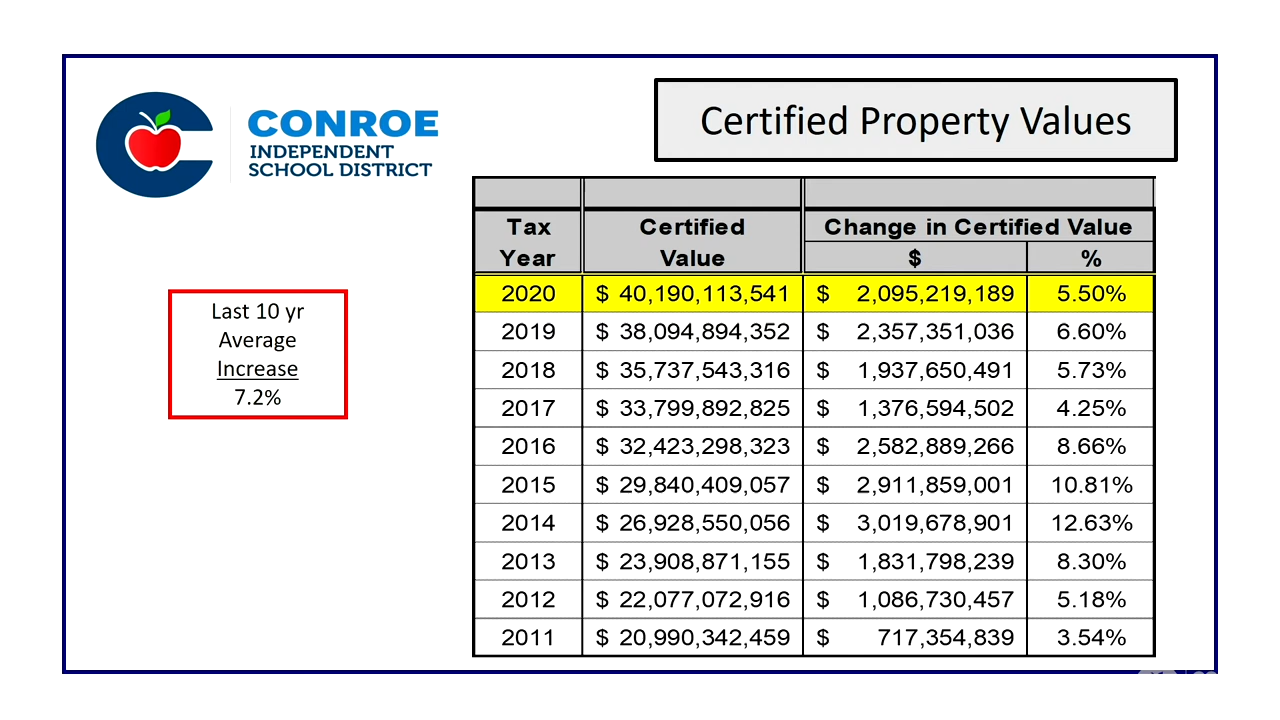 CONROE
INDEPENDENT
SCHOOL DISTRICT
Certified Property Values
Last 10 yr
Average
Increase
7.2%
Tax Year Certified Value Change in Certified Value
$ %
2020 $ 40,190,113,541 $ 2,095,219,189 5.50%
2019 $ 38,094,894,352 $ 2,357,351,036 6.60%
2018 $ 35,737,543,316 $ 1,937,650,491 5.73%
2017 $ 33,799,892,825 $ 1,376,594,502 4.25%
2016 $ 32,423,298,323 $ 2,582,889,266 8.66%
2015 $ 29,840,409,057 $ 2,911,859,001 10.81%
2014 $ 26,928,550,056 $ 3,019,678,901 12.63%
2013 $ 23,908,871,155 $ 1,831,798,239 8.30%
2012 $ 22,077,072,916 $ 1,086,730,457 5.18%
2011 $ 20,990,342,459 $ 717,354,839 3.54%